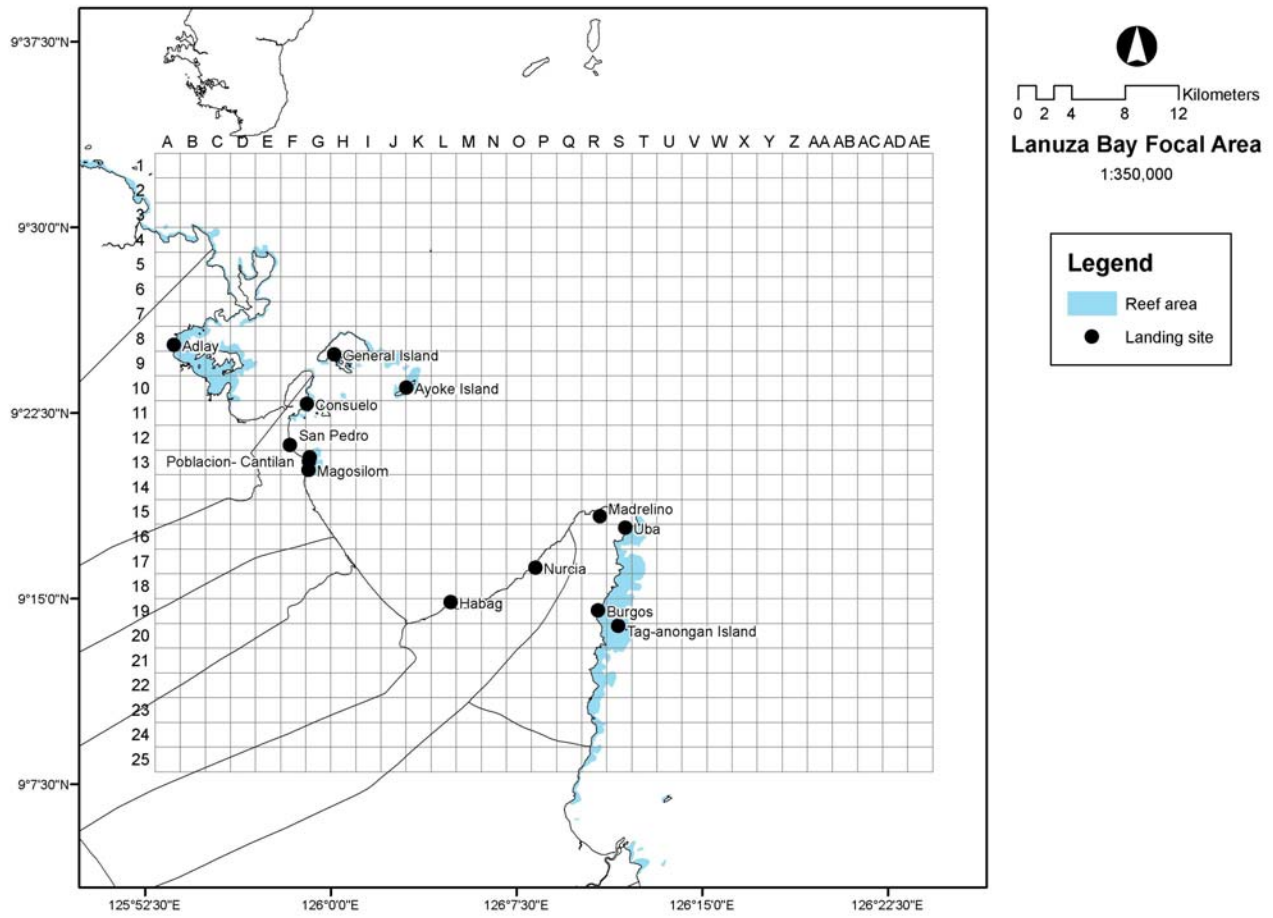 9°37'30"N
Kilometers
0 2 4 8 12
Lanuza Bay Focal Area
1:350,000
A B C D E F G H I J K L M N O P Q R S T U V W X Y Z AA AB AC AD AE
1
2
3
9°30'0"N
4
5
6
7
8
Adlay
General Island
9
10
Ayoke Island
Consuelo
9°22'30"N
11
12
San Pedro
13
Poblacion- Cantilan
Magosilom
14
15
Madrelino
Uba
16
17
Nurcia
18
9°15'0"N
Habag
19
Burgos
20
Tag-anongan Island
21
22
23
24
25
9°7'30"N
125°52'30"E
126°0'0"E
126°7'30"E
126°15'0"E
126°22'30"E
Legend
Reef area
Landing site